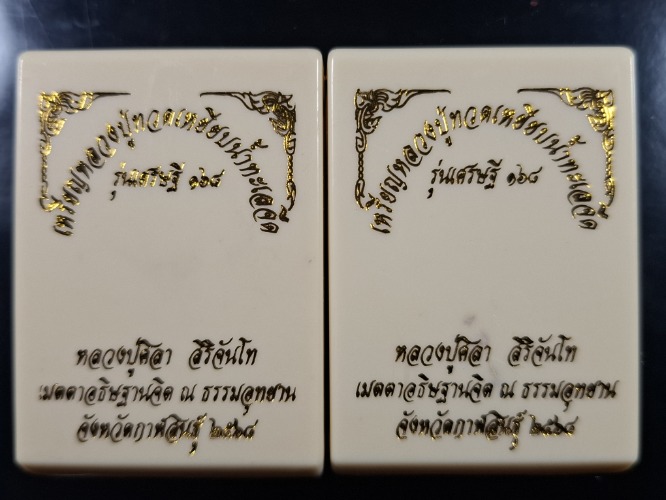 เหรียญหลวงปู่ทวดเหยียบน้ำทะเลจืด
รุ่นเศรษฐี ๑๖๘
หลวงปู่ศิลา สิริจันโท
เมตตาอธิษฐานจิต ณ ธรรมอุทยาน
จังหวัดกาฬสินธุ์ ๒๕๖๘
เหรียญหลวงปู่ทวดเหยียบน้ำทะเลจืด
รุ่นเศรษฐี ๑๖๘
หลวงปู่ศิลา สิริจันโท
เมตตาอธิษฐานจิต ณ ธรรมอุทยาน
จังหวัดกาฬสินธุ์ ๒๕๖๘